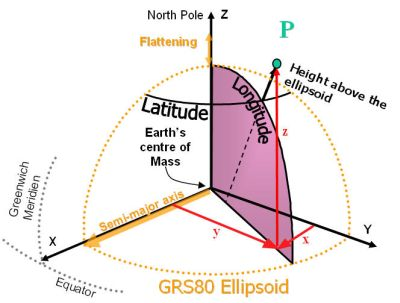 North Pole
Z
P
Flattening
Height above the
ellipsoid
Latitude
Longitude
Earth's
centre of
Mass
z
Greenwich
Meridien
Semi-major axis
X
y
x
Y
Equator
GRS80 Ellipsoid